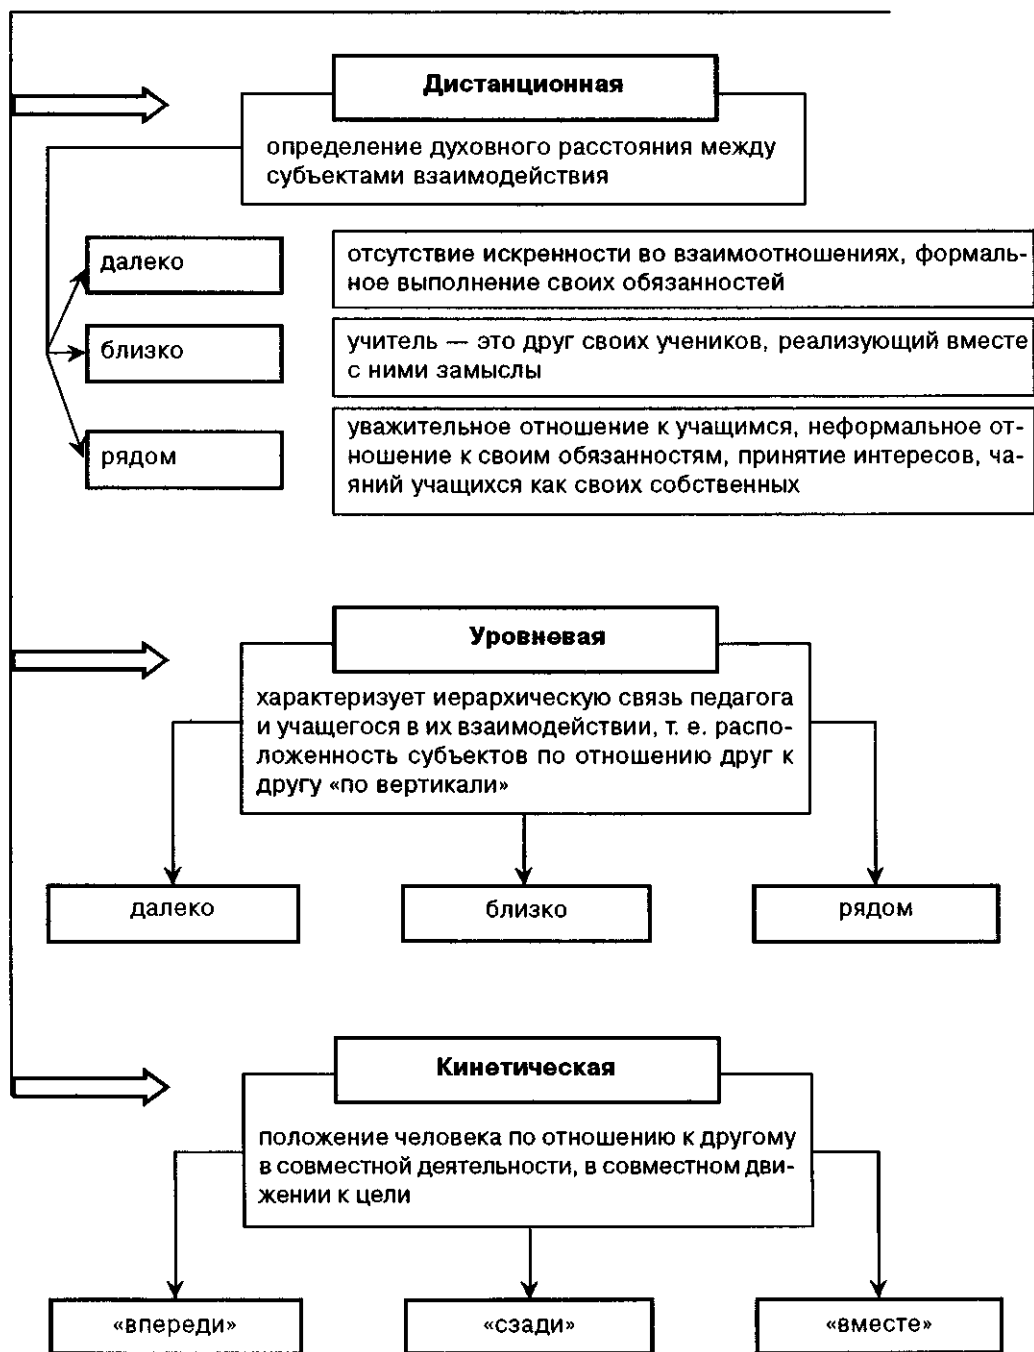 Дистанционная
определение духовного расстояния между
субъектами взаимодействия
далеко
отсутствие искренности во взаимоотношениях, формаль-
ное выполнение своих обязанностей
близко
учитель — это друг своих учеников, реализующий вместе
с ними замыслы
рядом
уважительное отношение к учащимся, неформальное от-
ношение к своим обязанностям, принятие интересов, ча-
яний учащихся как своих собственных
Уровневая
характеризует иерархическую связь педагога
и учащегося в их взаимодействии, т. е. распо-
ложенность субъектов по отношению друг к
другу «по вертикали»
далеко
близко
рядом
Кинетическая
положение человека по отношению к другому
в совместной деятельности, в совместном дви-
жении к цели
«впереди»
«сзади»
«вместе»